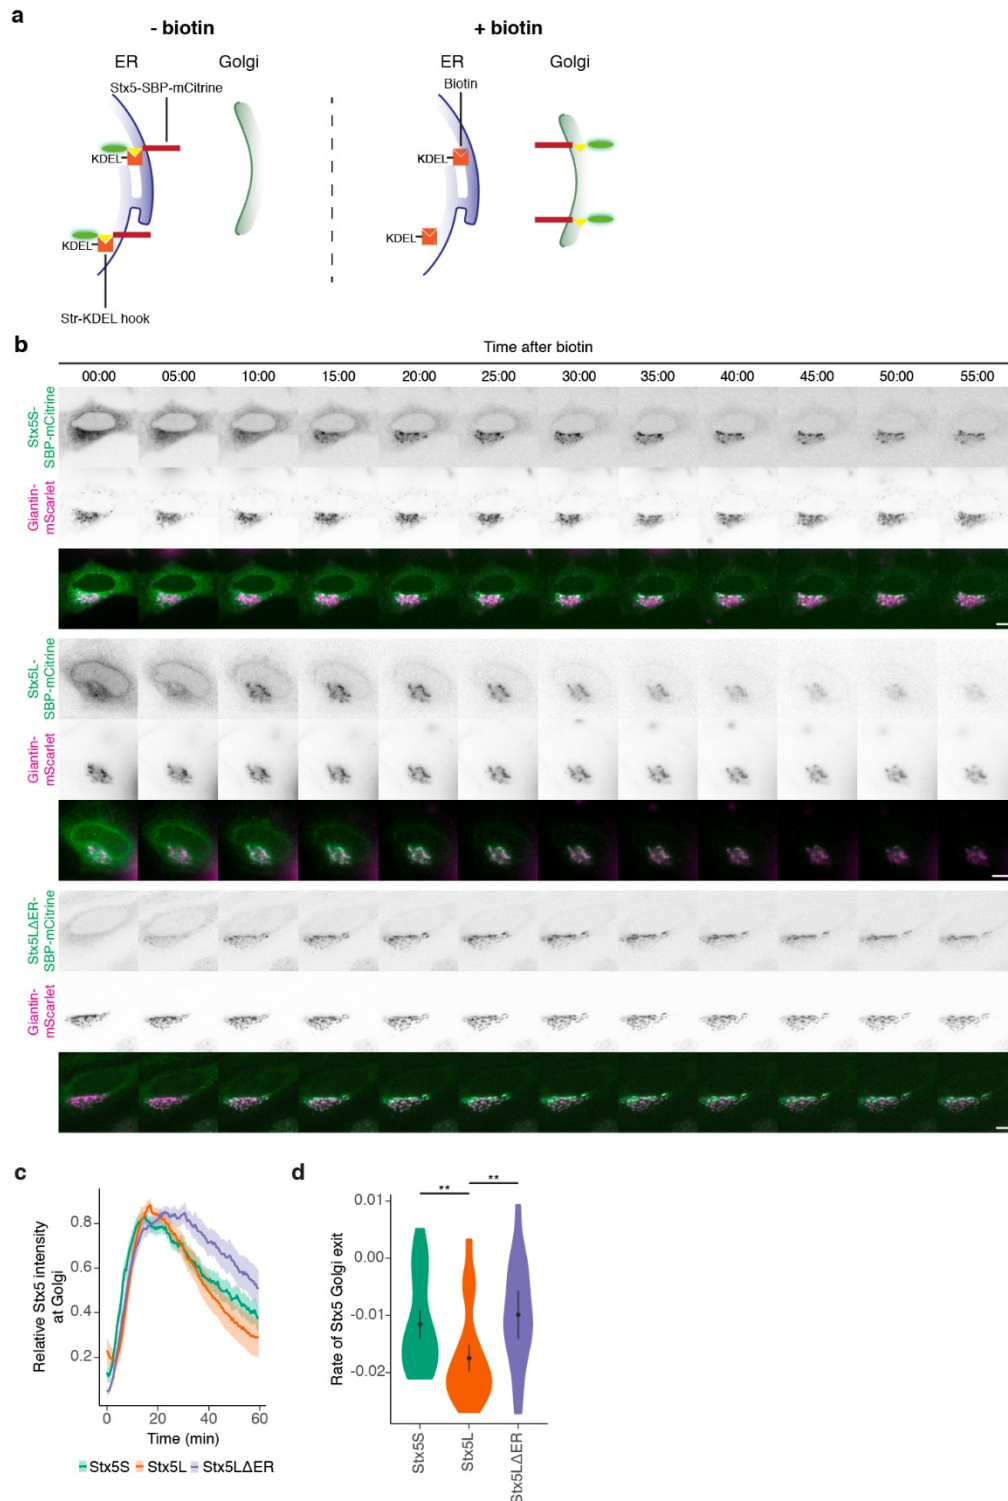 a
- biotin
+ biotin
ER
Golgi
ER
Golgi
Stx5-SBP-mCitrine
Biotin
KDEL
KDEL
KDEL
KDEL
Str-KDEL hook
b
Time after biotin
00:00 05:00 10:00 15:00 20:00 25:00 30:00 35:00 40:00 45:00 50:00 55:00
Stx5S-
SBP-mCitrine
Giantin-
mScarlet
Stx5L-
SBP-mCitrine
Giantin-
mScarlet
Stx5LΔER-
SBP-mCitrine
Giantin-
mScarlet
c
Relative Stx5 intensity
at Golgi
0.8
0.6
0.4
0.2
0 20 40 60
Time (min)
Stx5S Stx5L Stx5LΔER
d
** **
Rate of Stx5 Golgi exit
0.01
0.00
-0.01
-0.02
Stx5S
Stx5L
Stx5LΔER